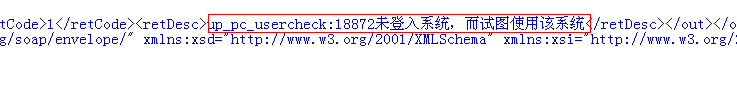 tCode>1</retCode><retDesc>up_pc_usercheck:18872未登入系统，而试图使用该系统</retDesc></out></o
g/soap/envelope/" xmlns:xsd="http://www.w3.org/2001/XMLSchema" xmlns:xsi="http://www.w3.org/2